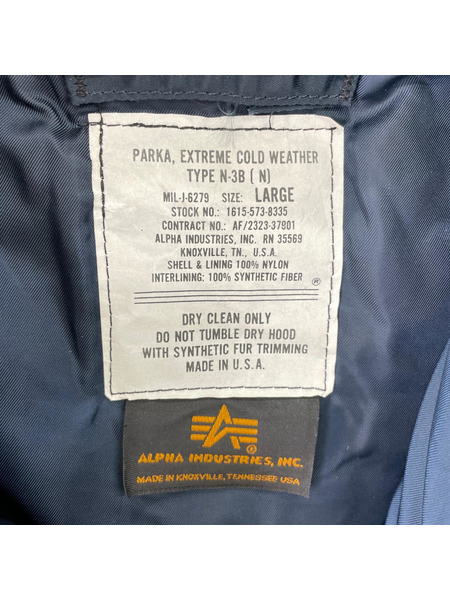 PARKA, EXTREME COLD WEATHER
TYPE N-3B ( N)
MIL-J-6279 SIZE: LARGE
STOCK NO.: 1615-573-8335
CONTRACT NO.: AF/2323-37901
ALPHA INDUSTRIES, INC. RN 35569
KNOXVILLE, TN., U.S.A.
SHELL & LINING 100% NYLON
INTERLINING: 100% SYNTHETIC FIBER ®
DRY CLEAN ONLY
DO NOT TUMBLE DRY HOOD
WITH SYNTHETIC FUR TRIMMING
MADE IN U.S.A.
®
ALPHA INDUSTRIES, INC.
MADE IN KNOXVILLE, TENNESSEE USA